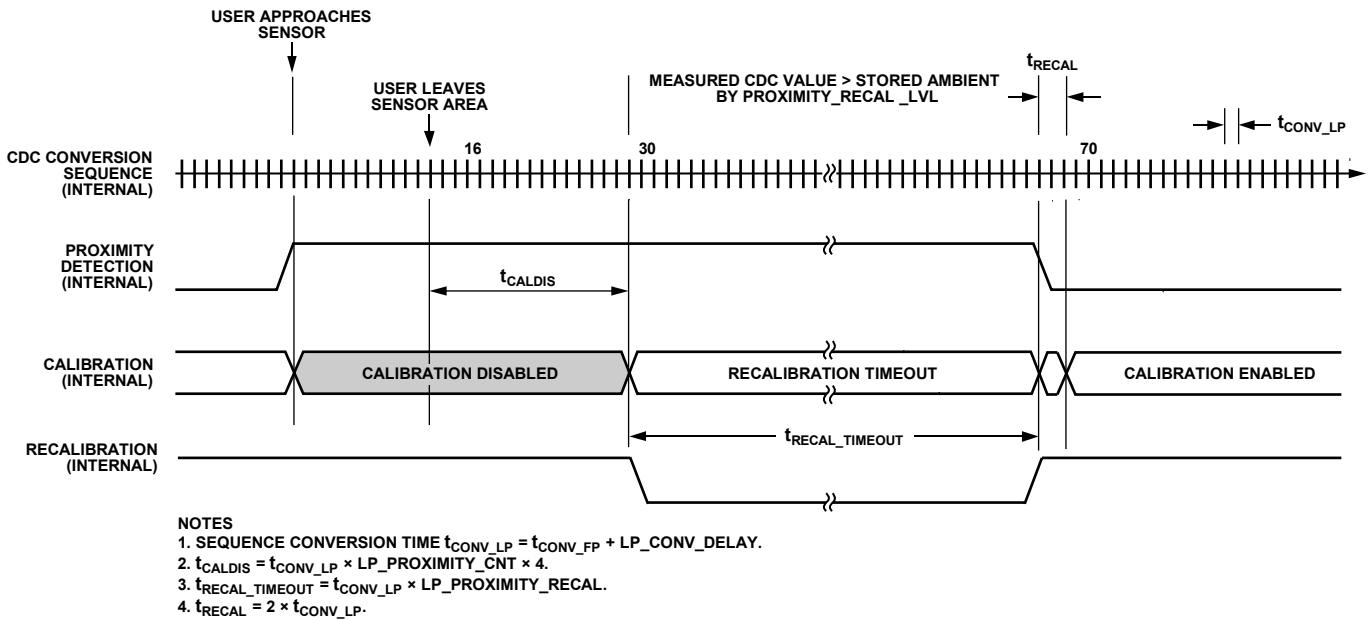 USER APPROACHES
SENSOR
USER LEAVES
SENSOR AREA
MEASURED CDC VALUE > STORED AMBIENT
BY PROXIMITY_RECAL _LVL
tRECAL
tCONV_LP
CDC CONVERSION
SEQUENCE
(INTERNAL)
16
30
70
PROXIMITY
DETECTION
(INTERNAL)
tCALDIS
CALIBRATION
(INTERNAL)
CALIBRATION DISABLED
RECALIBRATION TIMEOUT
CALIBRATION ENABLED
RECALIBRATION
(INTERNAL)
tRECAL_TIMEOUT
NOTES
1. SEQUENCE CONVERSION TIME tCONV_LP = tCONV_FP + LP_CONV_DELAY.
2. tCALDIS = tCONV_LP × LP_PROXIMITY_CNT × 4.
3. tRECAL_TIMEOUT = tCONV_LP × LP_PROXIMITY_RECAL.
4. tRECAL = 2 × tCONV_LP.